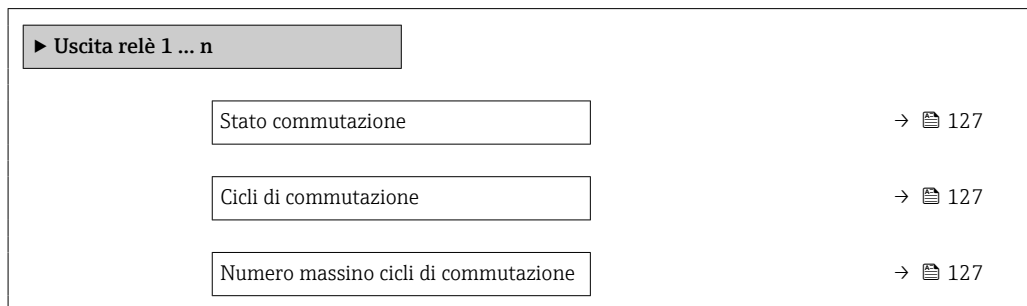 ▶ Uscita relè 1 ... n
Stato commutazione → 127
Cicli di commutazione → 127
Numero massino cicli di commutazione → 127